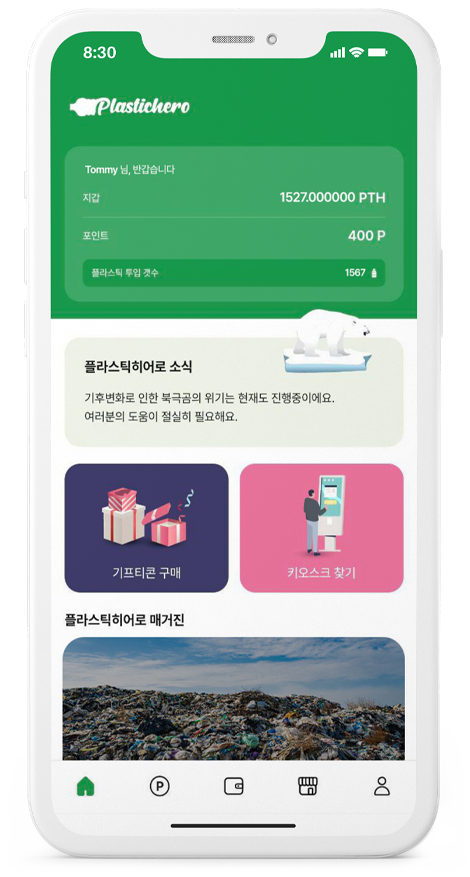 8:30
Plastichero
Tommy 님, 반갑습니다
지갑 1527.000000 PTH
포인트 400 P
플라스틱 투입 갯수 1567
플라스틱히어로 소식
기후변화로 인한 북극곰의 위기는 현재도 진행중이에요.
여러분의 도움이 절실히 필요해요.
기프티콘 구매
키오스크 찾기
플라스틱히어로 매거진
P